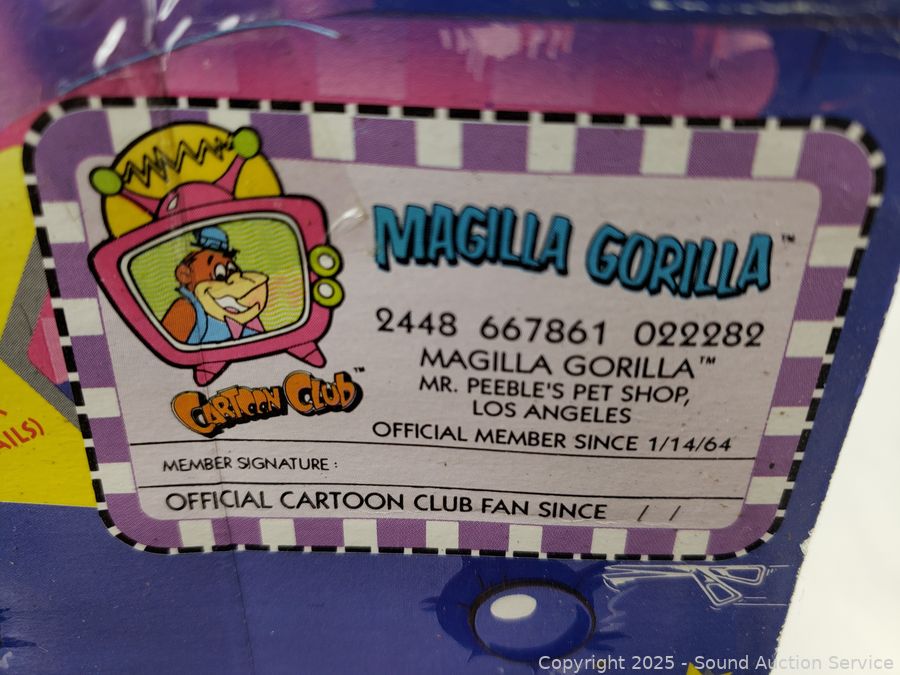 MAGILLA GORILLA™
2448 667861 022282
MAGILLA GORILLA™
MR. PEEBLE'S PET SHOP,
LOS ANGELES
OFFICIAL MEMBER SINCE 1/14/64
CARTOON CLUB™
MEMBER SIGNATURE :
OFFICIAL CARTOON CLUB FAN SINCE / /
AILS)
Copyright 2025 - Sound Auction Service